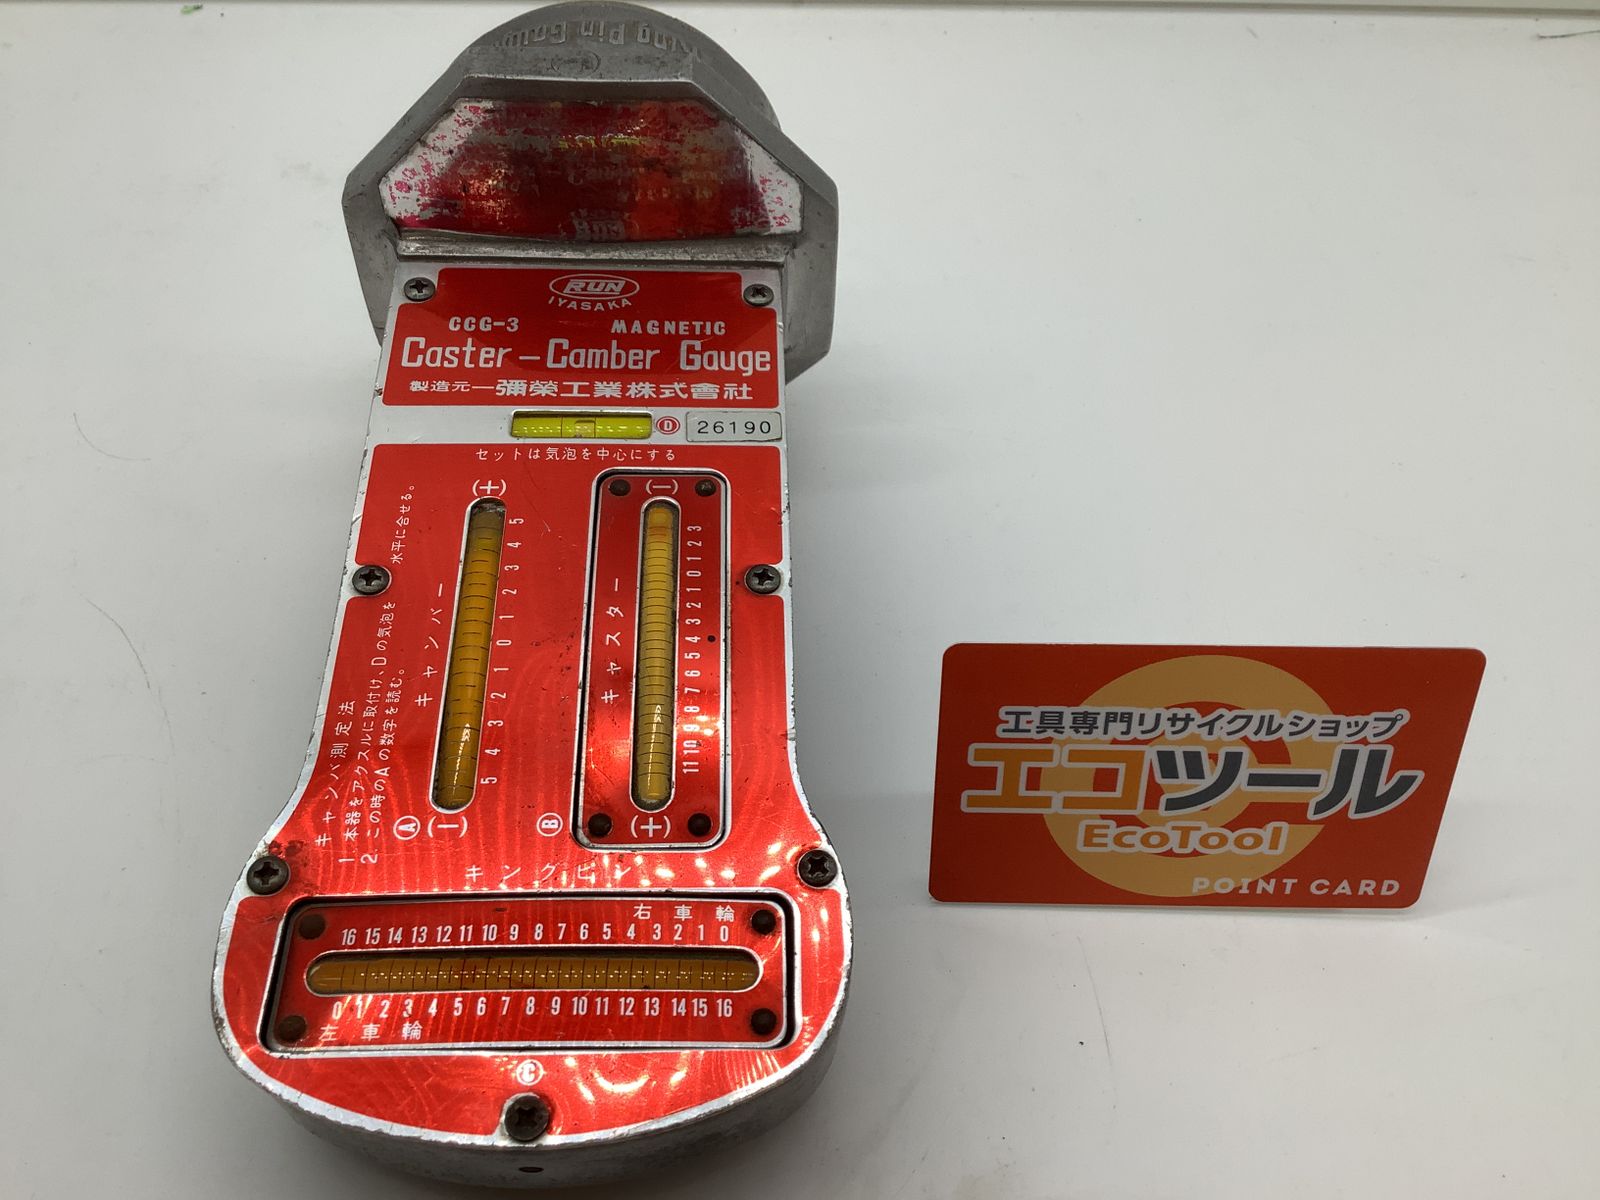 RUN
IYASAKA
CCG-3 MAGNETIC
Caster-Camber Gauge
製造元ー彌榮工業株式會社
D 26190
セットは気泡を中心にする
キャンバ測定法
1. 本器をアクスルに取付け、Dの気泡を
水平に合せる。
2. この時のAの数字を読む。
キャンバー
(+)
5 4 3 2 1 0 1 2 3 4 5
(-)
A
キャスター
(-)
3 2 1 0 1 2 3 4 5 6 7 8 9 10 11
(+)
B
キングピン
右車輪
16 15 14 13 12 11 10 9 8 7 6 5 4 3 2 1 0
0 1 2 3 4 5 6 7 8 9 10 11 12 13 14 15 16
左車輪
C
工具専門リサイクルショップ
エコツール
EcoTool
POINT CARD